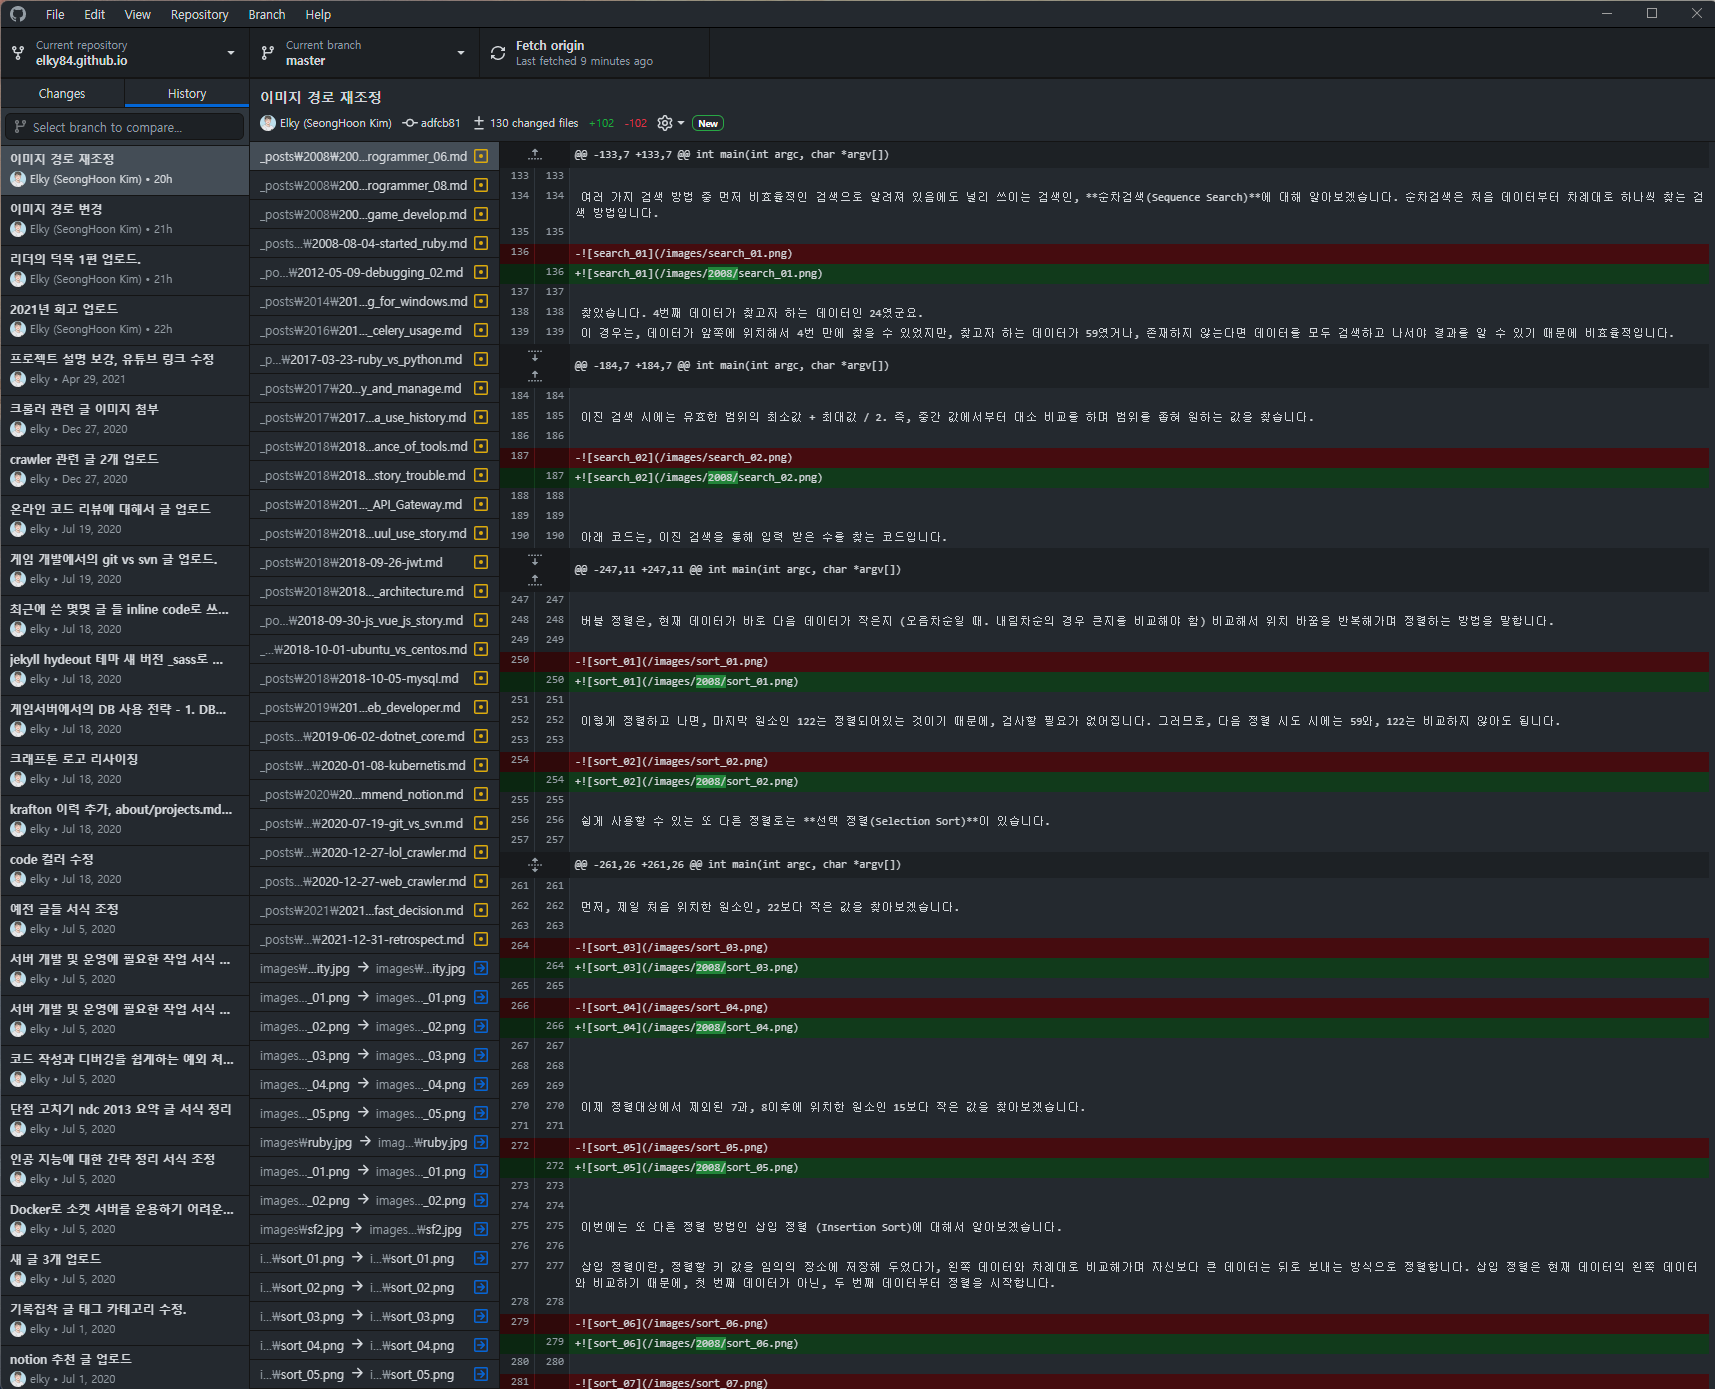 File Edit View Repository Branch Help
Current repository
elky84.github.io
Current branch
master
Fetch origin
Last fetched 9 minutes ago
Changes
History
Select branch to compare...
이미지 경로 재조정
Elky (SeongHoon Kim) • 20h
이미지 경로 변경
Elky (SeongHoon Kim) • 21h
리더의 덕목 1편 업로드.
Elky (SeongHoon Kim) • 21h
2021년 회고 업로드
Elky (SeongHoon Kim) • 22h
프로젝트 설명 보강, 유튜브 링크 수정
elky • Apr 29, 2021
크롤러 관련 글 이미지 첨부
elky • Dec 27, 2020
crawler 관련 글 2개 업로드
elky • Dec 27, 2020
온라인 코드 리뷰에 대해서 글 업로드
elky • Jul 19, 2020
게임 개발에서의 git vs svn 글 업로드.
elky • Jul 19, 2020
최근에 쓴 몇몇 글 들 inline code로 쓰...
elky • Jul 18, 2020
jekyll hydeout 테마 새 버전 _sass로 ...
elky • Jul 18, 2020
게임서버에서의 DB 사용 전략 - 1. DB...
elky • Jul 18, 2020
크래프톤 로고 리사이징
elky • Jul 18, 2020
krafton 이력 추가, about/projects.md...
elky • Jul 18, 2020
code 컬러 수정
elky • Jul 18, 2020
예전 글들 서식 조정
elky • Jul 5, 2020
서버 개발 및 운영에 필요한 작업 서식 ...
elky • Jul 5, 2020
서버 개발 및 운영에 필요한 작업 서식 ...
elky • Jul 5, 2020
코드 작성과 디버깅을 쉽게하는 예외 처...
elky • Jul 5, 2020
단점 고치기 ndc 2013 요약 글 서식 정리
elky • Jul 5, 2020
인공 지능에 대한 간략 정리 서식 조정
elky • Jul 5, 2020
Docker로 소켓 서버를 운용하기 어려운...
elky • Jul 5, 2020
새 글 3개 업로드
elky • Jul 5, 2020
기록집착 글 태그 카테고리 수정.
elky • Jul 1, 2020
notion 추천 글 업로드
elky • Jul 1, 2020
이미지 경로 재조정
Elky (SeongHoon Kim) adfcb81 130 changed files +102 -102 New
_posts₩2008₩200...rogrammer_06.md
_posts₩2008₩200...rogrammer_08.md
_posts₩2008₩200...game_develop.md
_posts...₩2008-08-04-started_ruby.md
_po...₩2012-05-09-debugging_02.md
_posts₩2014₩201...g_for_windows.md
_posts₩2016₩201..._celery_usage.md
_p...₩2017-03-23-ruby_vs_python.md
_posts₩2017₩20...y_and_manage.md
_posts₩2017₩2017...a_use_history.md
_posts₩2018₩2018...ance_of_tools.md
_posts₩2018₩2018...story_trouble.md
_posts₩2018₩201..._API_Gateway.md
_posts₩2018₩2018...uul_use_story.md
_posts₩2018₩2018-09-26-jwt.md
_posts₩2018₩2018..._architecture.md
_po...₩2018-09-30-js_vue_js_story.md
_...₩2018-10-01-ubuntu_vs_centos.md
_posts₩2018₩2018-10-05-mysql.md
_posts₩2019₩201...eb_developer.md
_posts...₩2019-06-02-dotnet_core.md
_posts...₩2020-01-08-kubernetis.md
_posts₩2020₩20...mmend_notion.md
_posts...₩2020-07-19-git_vs_svn.md
_posts...₩2020-12-27-lol_crawler.md
_posts...₩2020-12-27-web_crawler.md
_posts₩2021₩2021...fast_decision.md
_posts₩...₩2021-12-31-retrospect.md
images₩...ity.jpg → images₩...ity.jpg
images..._01.png → images..._01.png
images..._02.png → images..._02.png
images..._03.png → images..._03.png
images..._04.png → images..._04.png
images..._05.png → images..._05.png
images₩ruby.jpg → imag...₩ruby.jpg
images..._01.png → images..._01.png
images..._02.png → images..._02.png
images₩sf2.jpg → images...₩sf2.jpg
i...₩sort_01.png → i...₩sort_01.png
i...₩sort_02.png → i...₩sort_02.png
i...₩sort_03.png → i...₩sort_03.png
i...₩sort_04.png → i...₩sort_04.png
i...₩sort_05.png → i...₩sort_05.png
@@ -133,7 +133,7 @@ int main(int argc, char *argv[])
133 133
134 134 여러 가지 검색 방법 중 먼저 비효율적인 검색으로 알려져 있음에도 널리 쓰이는 검색인, **순차검색(Sequence Search)**에 대해 알아보겠습니다. 순차검색은 처음 데이터부터 차례대로 하나씩 찾는 검
색 방법입니다.
135 135
136 -![search_01](/images/search_01.png)
136 +![search_01](/images/2008/search_01.png)
137 137
138 138 찾았습니다. 4번째 데이터가 찾고자 하는 데이터인 24였군요.
139 139 이 경우는, 데이터가 앞쪽에 위치해서 4번 만에 찾을 수 있었지만, 찾고자 하는 데이터가 59였거나, 존재하지 않는다면 데이터를 모두 검색하고 나서야 결과를 알 수 있기 때문에 비효율적입니다.
@@ -184,7 +184,7 @@ int main(int argc, char *argv[])
184 184
185 185 이진 검색 시에는 유효한 범위의 최소값 + 최대값 / 2. 즉, 중간 값에서부터 대소 비교를 하며 범위를 좁혀 원하는 값을 찾습니다.
186 186
187 -![search_02](/images/search_02.png)
187 +![search_02](/images/2008/search_02.png)
188 188
189 189
190 190 아래 코드는, 이진 검색을 통해 입력 받은 수를 찾는 코드입니다.
@@ -247,11 +247,11 @@ int main(int argc, char *argv[])
247 247
248 248 버블 정렬은, 현재 데이터가 바로 다음 데이터가 작은지 (오름차순일 때. 내림차순의 경우 큰지를 비교해야 함) 비교해서 위치 바꿈을 반복해가며 정렬하는 방법을 말합니다.
249 249
250 -![sort_01](/images/sort_01.png)
250 +![sort_01](/images/2008/sort_01.png)
251 251
252 252 이렇게 정렬하고 나면, 마지막 원소인 122는 정렬되어있는 것이기 때문에, 검사할 필요가 없어집니다. 그러므로, 다음 정렬 시도 시에는 59와, 122는 비교하지 않아도 됩니다.
253 253
254 -![sort_02](/images/sort_02.png)
254 +![sort_02](/images/2008/sort_02.png)
255 255
256 256 쉽게 사용할 수 있는 또 다른 정렬로는 **선택 정렬(Selection Sort)**이 있습니다.
257 257
@@ -261,26 +261,26 @@ int main(int argc, char *argv[])
261 261
262 262 먼저, 제일 처음 위치한 원소인, 22보다 작은 값을 찾아보겠습니다.
263 263
264 -![sort_03](/images/sort_03.png)
264 +![sort_03](/images/2008/sort_03.png)
265 265
266 -![sort_04](/images/sort_04.png)
266 +![sort_04](/images/2008/sort_04.png)
267 267
268 268
269 269
270 270 이제 정렬대상에서 제외된 7과, 8이후에 위치한 원소인 15보다 작은 값을 찾아보겠습니다.
271 271
272 -![sort_05](/images/sort_05.png)
272 +![sort_05](/images/2008/sort_05.png)
273 273
274 274
275 275 이번에는 또 다른 정렬 방법인 삽입 정렬 (Insertion Sort)에 대해서 알아보겠습니다.
276 276
277 277 삽입 정렬이란, 정렬할 키 값을 임의의 장소에 저장해 두었다가, 왼쪽 데이터와 차례대로 비교해가며 자신보다 큰 데이터는 뒤로 보내는 방식으로 정렬합니다. 삽입 정렬은 현재 데이터의 왼쪽 데이터
와 비교하기 때문에, 첫 번째 데이터가 아닌, 두 번째 데이터부터 정렬을 시작합니다.
278 278
279 -![sort_06](/images/sort_06.png)
279 +![sort_06](/images/2008/sort_06.png)
280 280
281 -![sort_07](/images/sort_07.png)